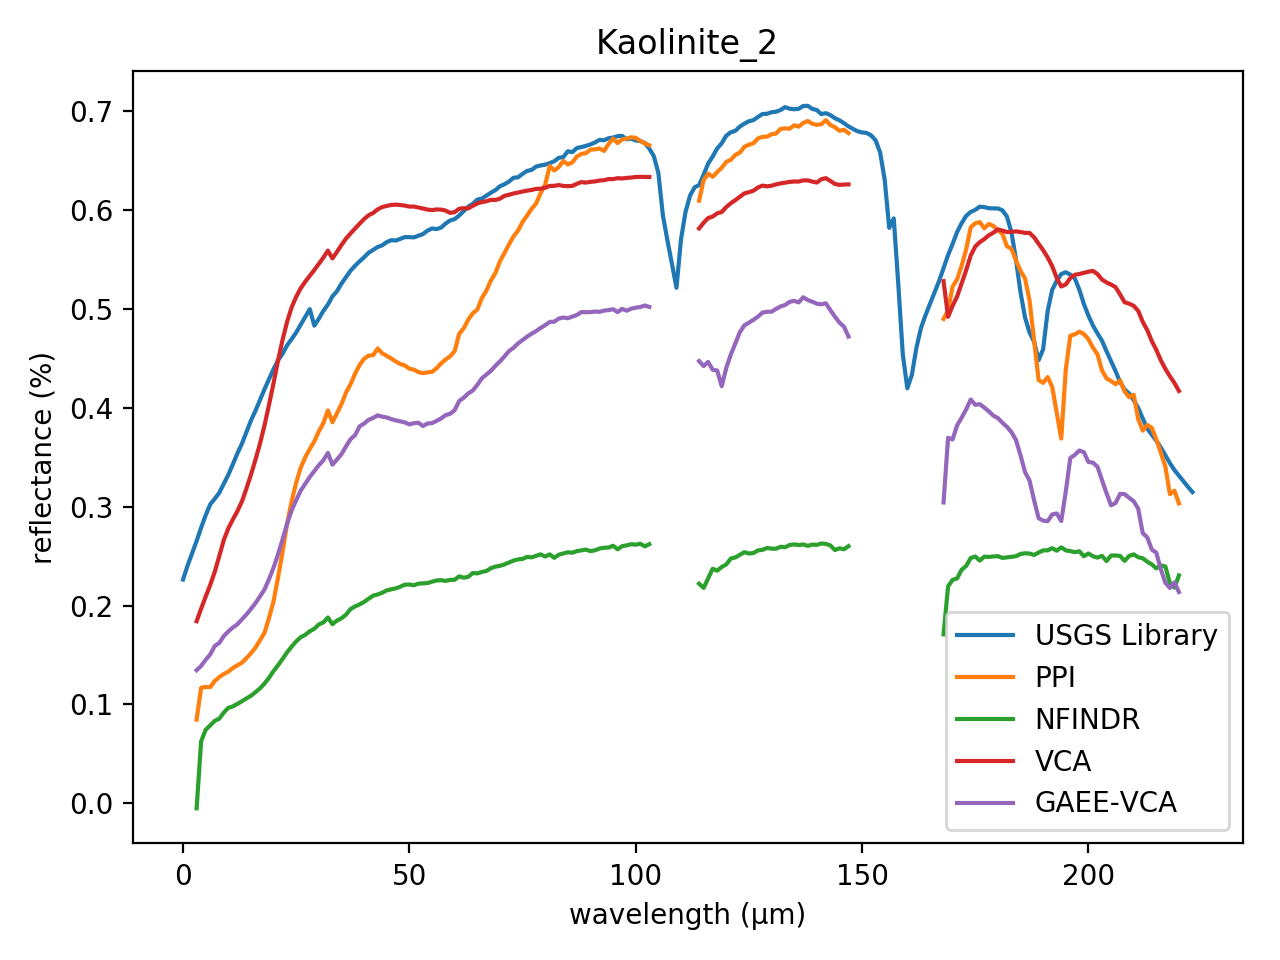 Kaolinite_2
reflectance (%)
0.7
0.6
0.5
0.4
0.3
0.2
0.1
0.0
0
50
100
150
200
wavelength (μm)
USGS Library
PPI
NFINDR
VCA
GAEE-VCA